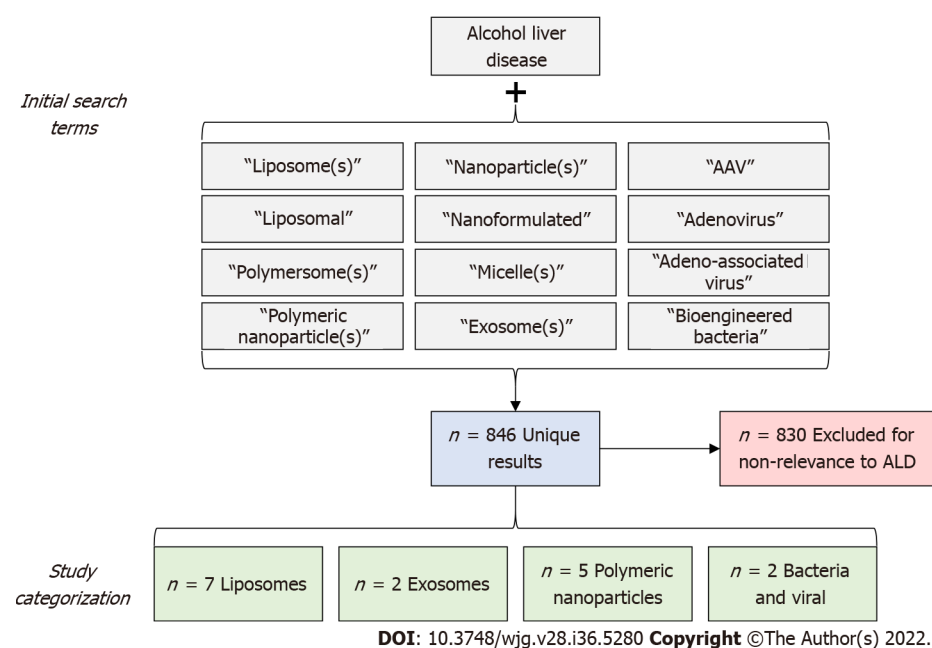 Alcohol liver
disease
+
Initial search
terms
“Liposome(s)”
“Nanoparticle(s)”
“AAV”
“Liposomal”
“Nanoformulated”
“Adenovirus”
“Polymersome(s)”
“Micelle(s)”
“Adeno-associated
virus”
“Polymeric
nanoparticle(s)”
“Exosome(s)”
“Bioengineered
bacteria”
n = 846 Unique
results
n = 830 Excluded for
non-relevance to ALD
Study
categorization
n = 7 Liposomes
n = 2 Exosomes
n = 5 Polymeric
nanoparticles
n = 2 Bacteria
and viral
DOI: 10.3748/wjg.v28.i36.5280 Copyright ©The Author(s) 2022.